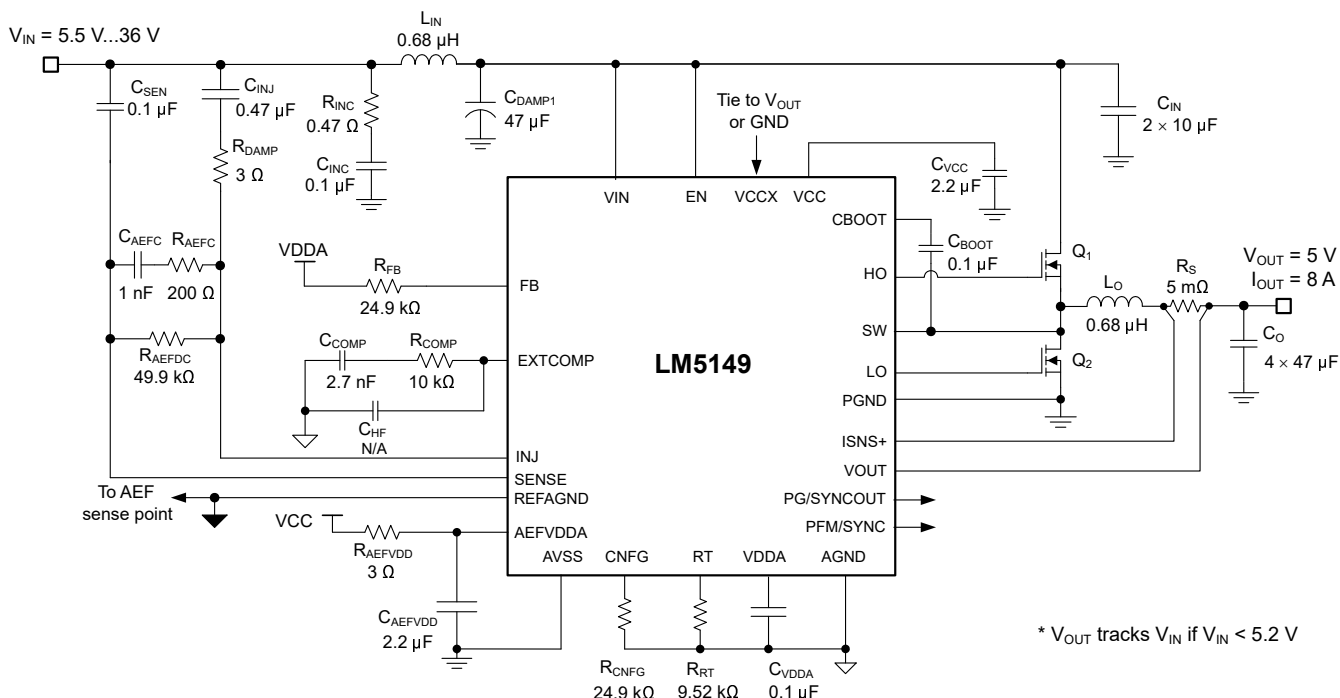 V_IN = 5.5 V...36 V
L_IN
0.68 µH
C_SEN
0.1 µF
C_INJ
0.47 µF
R_INC
0.47 Ω
C_DAMP1
47 µF
Tie to V_OUT
or GND
C_IN
2 × 10 µF
R_DAMP
3 Ω
C_INC
0.1 µF
C_VCC
2.2 µF
VIN
EN
VCCX
VCC
CBOOT
C_BOOT
0.1 µF
Q_1
C_AEFC
1 nF
R_AEFC
200 Ω
VDDA
R_FB
24.9 kΩ
FB
HO
L_O
0.68 µH
R_S
5 mΩ
V_OUT = 5 V
I_OUT = 8 A
R_AEFDC
49.9 kΩ
C_COMP
2.7 nF
R_COMP
10 kΩ
EXTCOMP
LM5149
SW
LO
Q_2
C_O
4 × 47 µF
C_HF
N/A
PGND
INJ
ISNS+
SENSE
VOUT
To AEF
sense point
REFAGND
PG/SYNCOUT
VCC
AEFVDDA
PFM/SYNC
R_AEFVDD
3 Ω
AVSS
CNFG
RT
VDDA
AGND
C_AEFVDD
2.2 µF
R_CNFG
24.9 kΩ
R_RT
9.52 kΩ
C_VDDA
0.1 µF
* V_OUT tracks V_IN if V_IN < 5.2 V